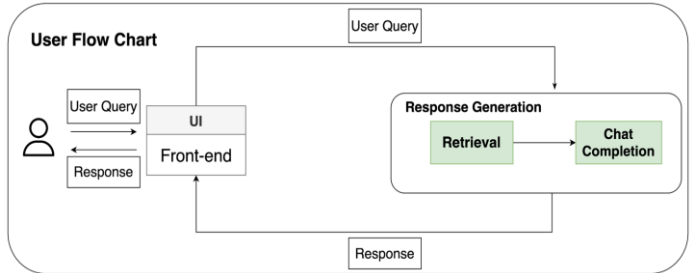 User Query
User Flow Chart
User Query
UI
Front-end
Response
Response Generation
Retrieval
Chat
Completion
Response